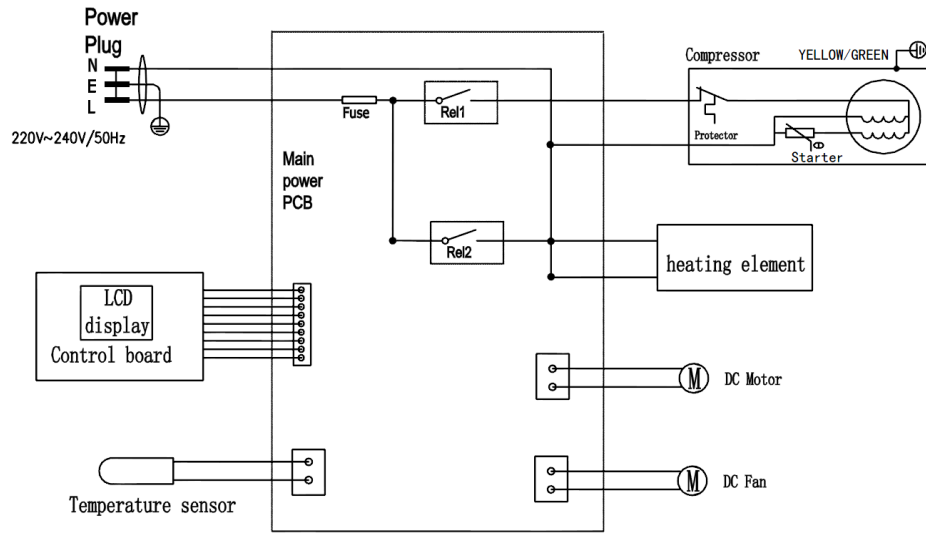 Power
Plug
N
E
L
220V~240V/50Hz
Fuse
Rel1
Compressor
YELLOW/GREEN
Protector
Starter
Main
power
PCB
Rel2
heating element
LCD
display
Control board
M
DC Motor
Temperature sensor
M
DC Fan